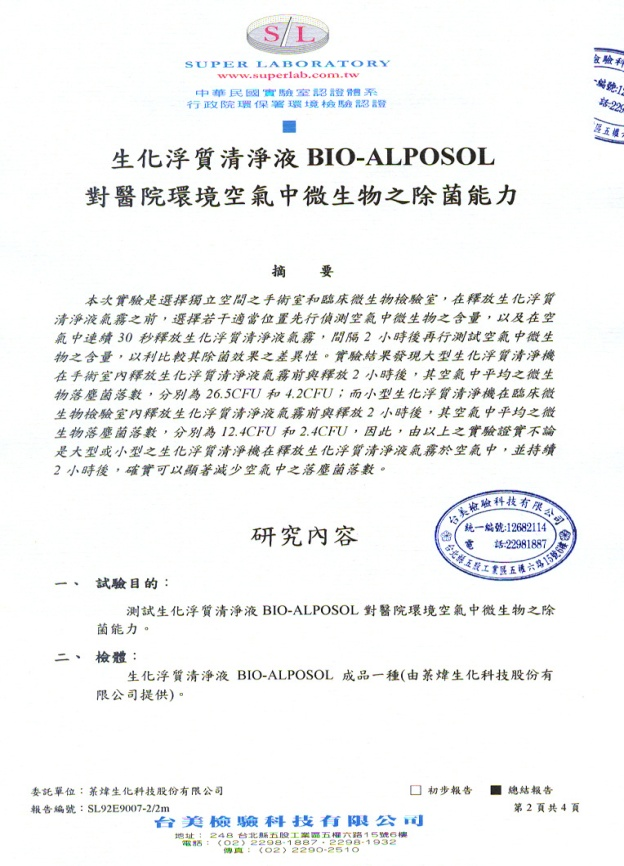 S/L
SUPER LABORATORY
www.superlab.com.tw
中華民國實驗室認證體系
行政院環保署環境檢驗認證
生化浮質清淨液 BIO-ALPOSOL
對醫院環境空氣中微生物之除菌能力
摘 要
本次實驗是選擇獨立空間之手術室和臨床微生物檢驗室，在釋放生化浮質
清淨液氣霧之前，選擇若干適當位置先行偵測空氣中微生物之含量，以及在空
氣中連續 30 秒釋放生化浮質清淨液氣霧，間隔 2 小時後再行測試空氣中微生
物之含量，以利比較其除菌效果之差異性。實驗結果發現大型生化浮質清淨機
在手術室內釋放生化浮質清淨液氣霧前與釋放 2 小時後，其空氣中平均之微生
物落塵菌落數，分別為 26.5CFU 和 4.2CFU；而小型生化浮質清淨機在臨床微
生物檢驗室內釋放生化浮質清淨液氣霧前與釋放 2 小時後，其空氣中平均之微
生物落塵菌落數，分別為 12.4CFU 和 2.4CFU，因此，由以上之實驗證實不論
是大型或小型之生化浮質清淨機在釋放生化浮質清淨液氣霧於空氣中，並持續
2 小時後，確實可以顯著減少空氣中之落塵菌落數。
台美檢驗科技有限公司
統一編號:12682114
電 話:22981887
台北縣五股工業區五權六路15號6樓
研究內容
一、 試驗目的：
測試生化浮質清淨液 BIO-ALPOSOL 對醫院環境空氣中微生物之除
菌能力。
二、 檢體：
生化浮質清淨液 BIO-ALPOSOL 成品一種(由萘煒生化科技股份有
限公司提供)。
委託單位：萘煒生化科技股份有限公司
□ 初步報告 ■ 總結報告
報告編號：SL92E9007-2/2m
第 2 頁共 4 頁
台美檢驗科技有限公司
地址： 248 台北縣五股工業區五權六路15號6樓
電話：(02) 2298-1887・2298-1932
傳真：(02) 2290-2510